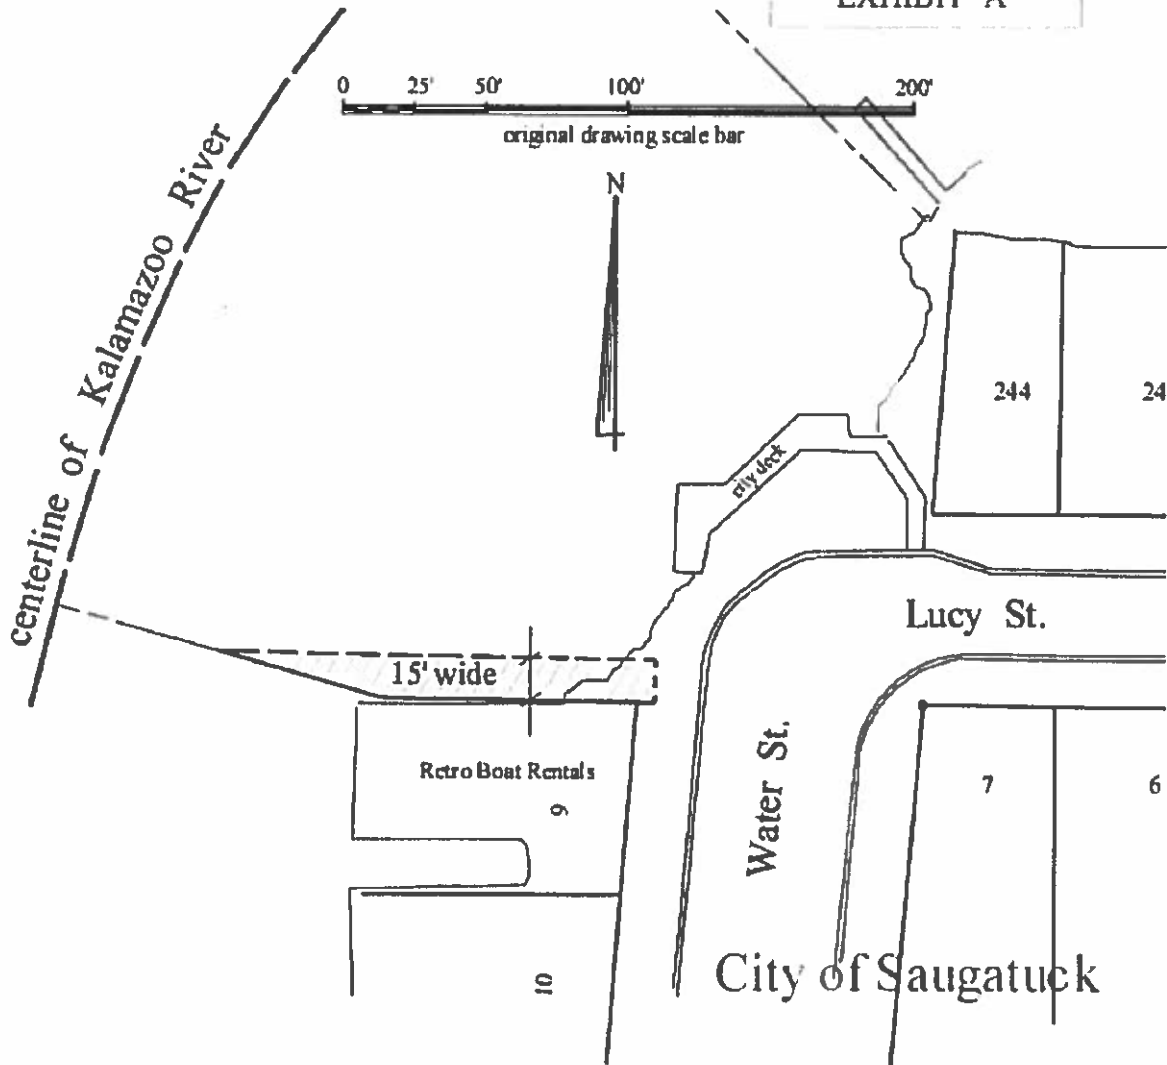 EXHIBIT "A"
0 25' 50' 100' 200'
original drawing scale bar
N
centerline of Kalamazoo River
244
24
city deck
Lucy St.
15' wide
Retro Boat Rentals
9
Water St.
7
6
10
City of Saugatuck